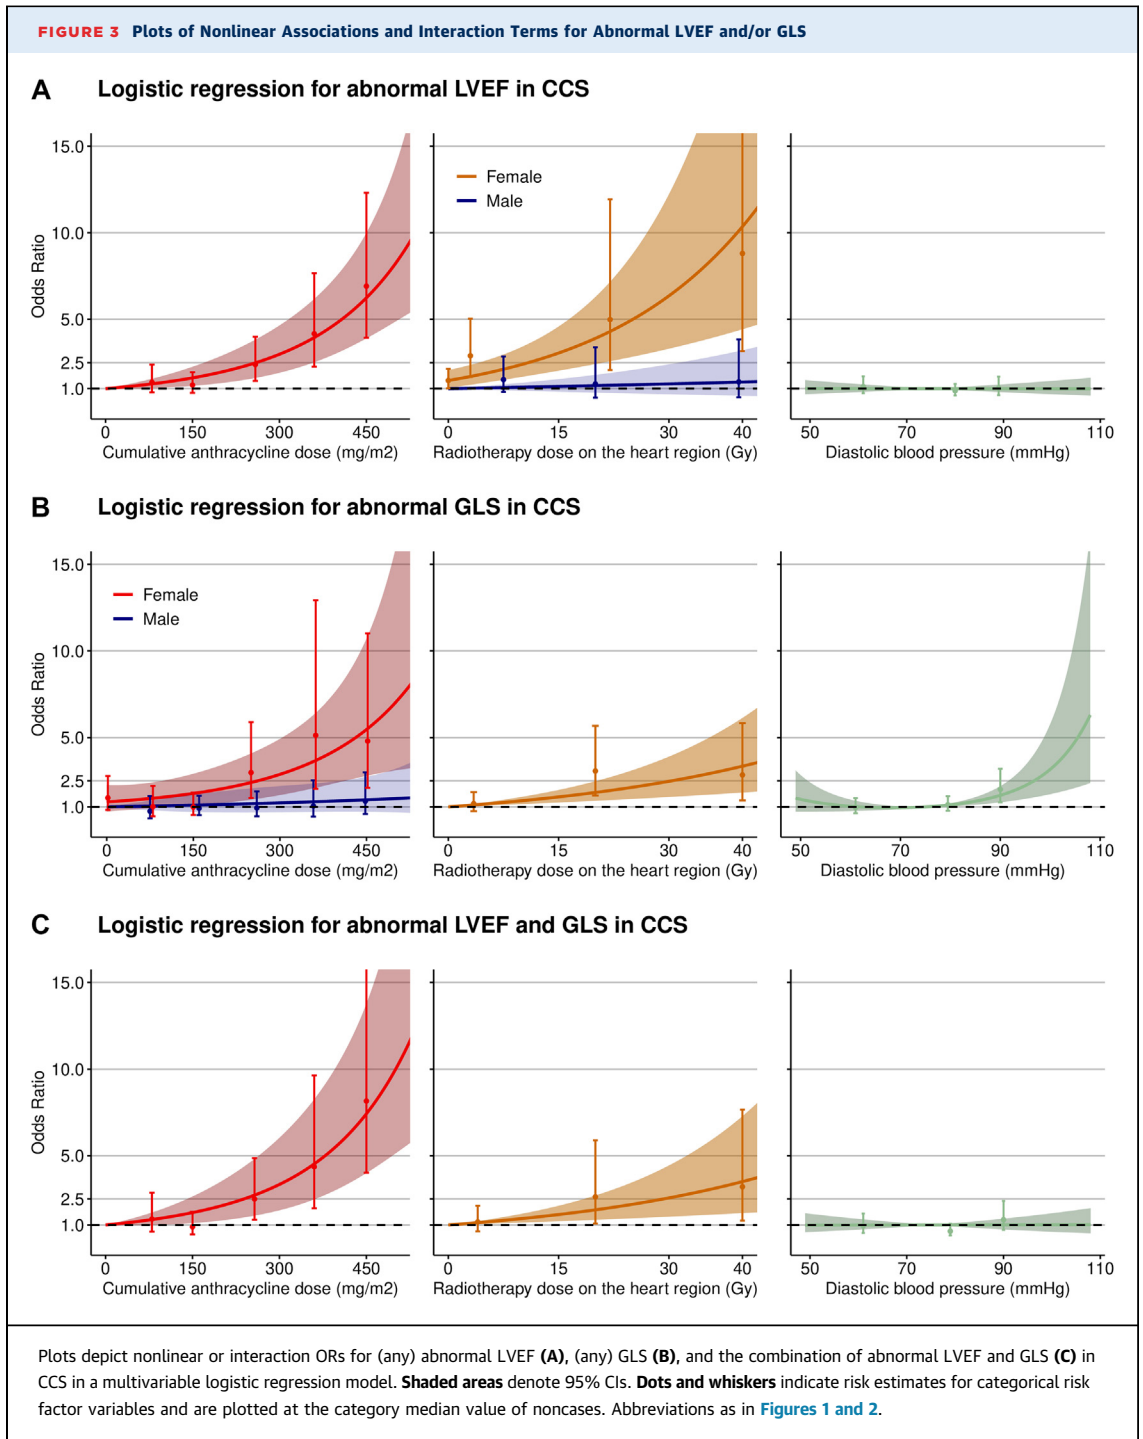 FIGURE 3 Plots of Nonlinear Associations and Interaction Terms for Abnormal LVEF and/or GLS
A Logistic regression for abnormal LVEF in CCS
Odds Ratio
15.0
10.0
5.0
2.5
1.0
0 150 300 450
Cumulative anthracycline dose (mg/m2)
Female
Male
0 10 20 30 40
Radiotherapy dose on the heart region (Gy)
50 70 90 110
Diastolic blood pressure (mmHg)
B Logistic regression for abnormal GLS in CCS
Odds Ratio
15.0
10.0
5.0
2.5
1.0
Female
Male
0 150 300 450
Cumulative anthracycline dose (mg/m2)
0 10 20 30 40
Radiotherapy dose on the heart region (Gy)
50 70 90 110
Diastolic blood pressure (mmHg)
C Logistic regression for abnormal LVEF and GLS in CCS
Odds Ratio
15.0
10.0
5.0
2.5
1.0
0 150 300 450
Cumulative anthracycline dose (mg/m2)
0 10 20 30 40
Radiotherapy dose on the heart region (Gy)
50 70 90 110
Diastolic blood pressure (mmHg)
Plots depict nonlinear or interaction ORs for (any) abnormal LVEF (A), (any) GLS (B), and the combination of abnormal LVEF and GLS (C) in
CCS in a multivariable logistic regression model. Shaded areas denote 95% CIs. Dots and whiskers indicate risk estimates for categorical risk
factor variables and are plotted at the category median value of noncases. Abbreviations as in Figures 1 and 2.